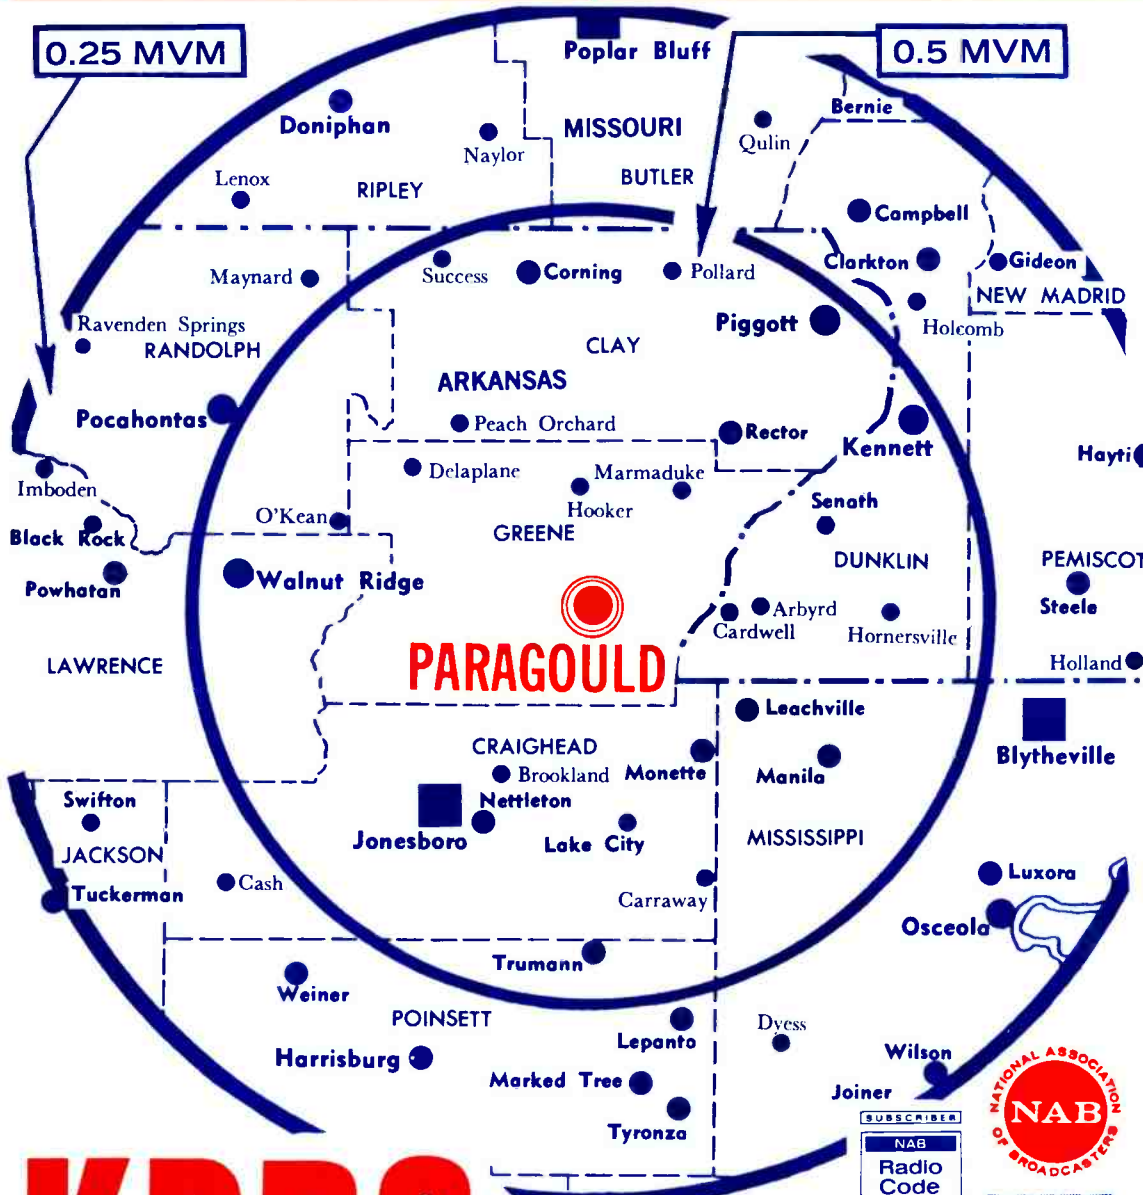 0.25 MVM
0.5 MVM
Poplar Bluff
Bernie
Doniphan
MISSOURI
Qulin
Naylor
Lenox
RIPLEY
BUTLER
Campbell
Maynard
Success
Corning
Pollard
Clarkton
Gideon
NEW MADRID
Ravenden Springs
RANDOLPH
Piggott
Holcomb
CLAY
ARKANSAS
Pocahontas
Peach Orchard
Rector
Kennett
Hayti
Imboden
Delaplane
Marmaduke
Hooker
Senath
O'Kean
GREENE
Black Rock
DUNKLIN
PEMISCOT
Powhatan
Walnut Ridge
Steele
Arbyrd
Cardwell
Hornersville
LAWRENCE
PARAGOULD
Holland
Leachville
CRAIGHEAD
Blytheville
Brookland
Monette
Manila
Swifton
Nettleton
Jonesboro
Lake City
MISSISSIPPI
JACKSON
Tuckerman
Cash
Carraway
Luxora
Osceola
Trumann
Weiner
POINSETT
Dyess
Lepanto
Harrisburg
Wilson
Marked Tree
Joiner
Tyronza
NATIONAL ASSOCIATION
NAB
OF BROADCASTERS
SUBSCRIBER
NAB
Radio
Code